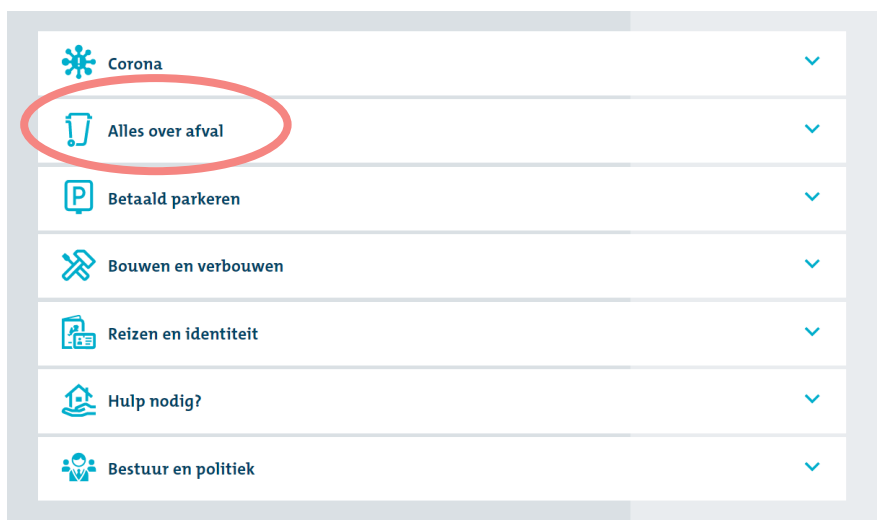 Corona
Alles over afval
P
Betaald parkeren
Bouwen en verbouwen
Reizen en identiteit
Hulp nodig?
Bestuur en politiek